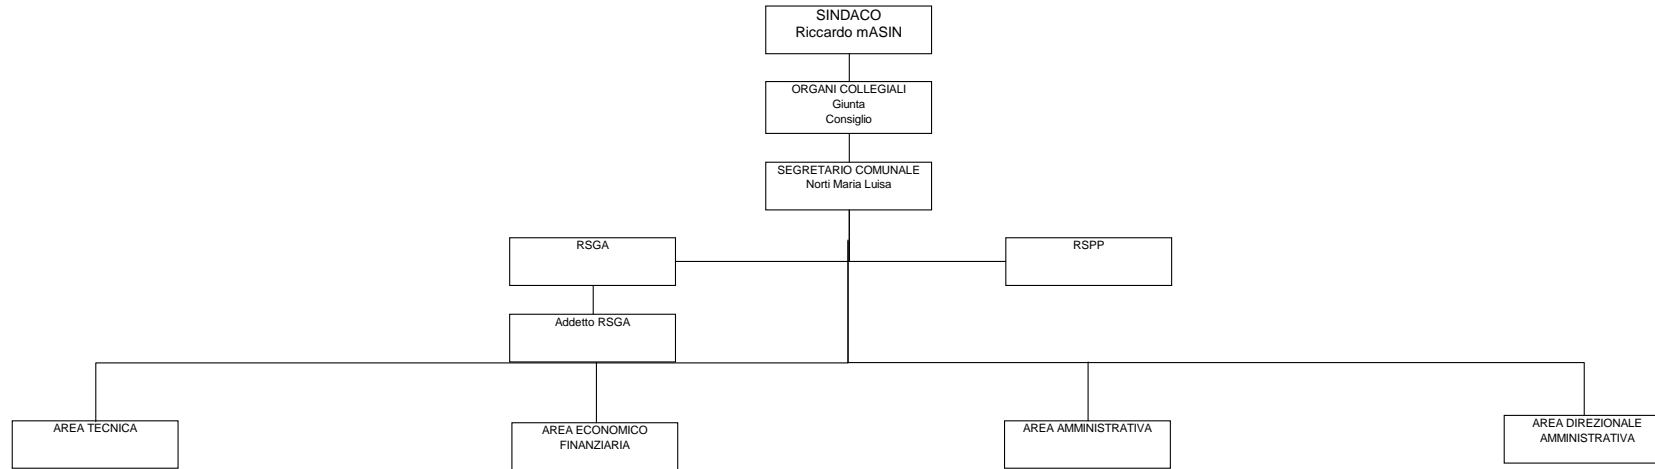 SINDACO
Riccardo mASIN
ORGANI COLLEGIALI
Giunta
Consiglio
SEGRETARIO COMUNALE
Norti Maria Luisa
RSGA
RSPP
Addetto RSGA
AREA TECNICA
AREA ECONOMICO
FINANZIARIA
AREA AMMINISTRATIVA
AREA DIREZIONALE
AMMINISTRATIVA